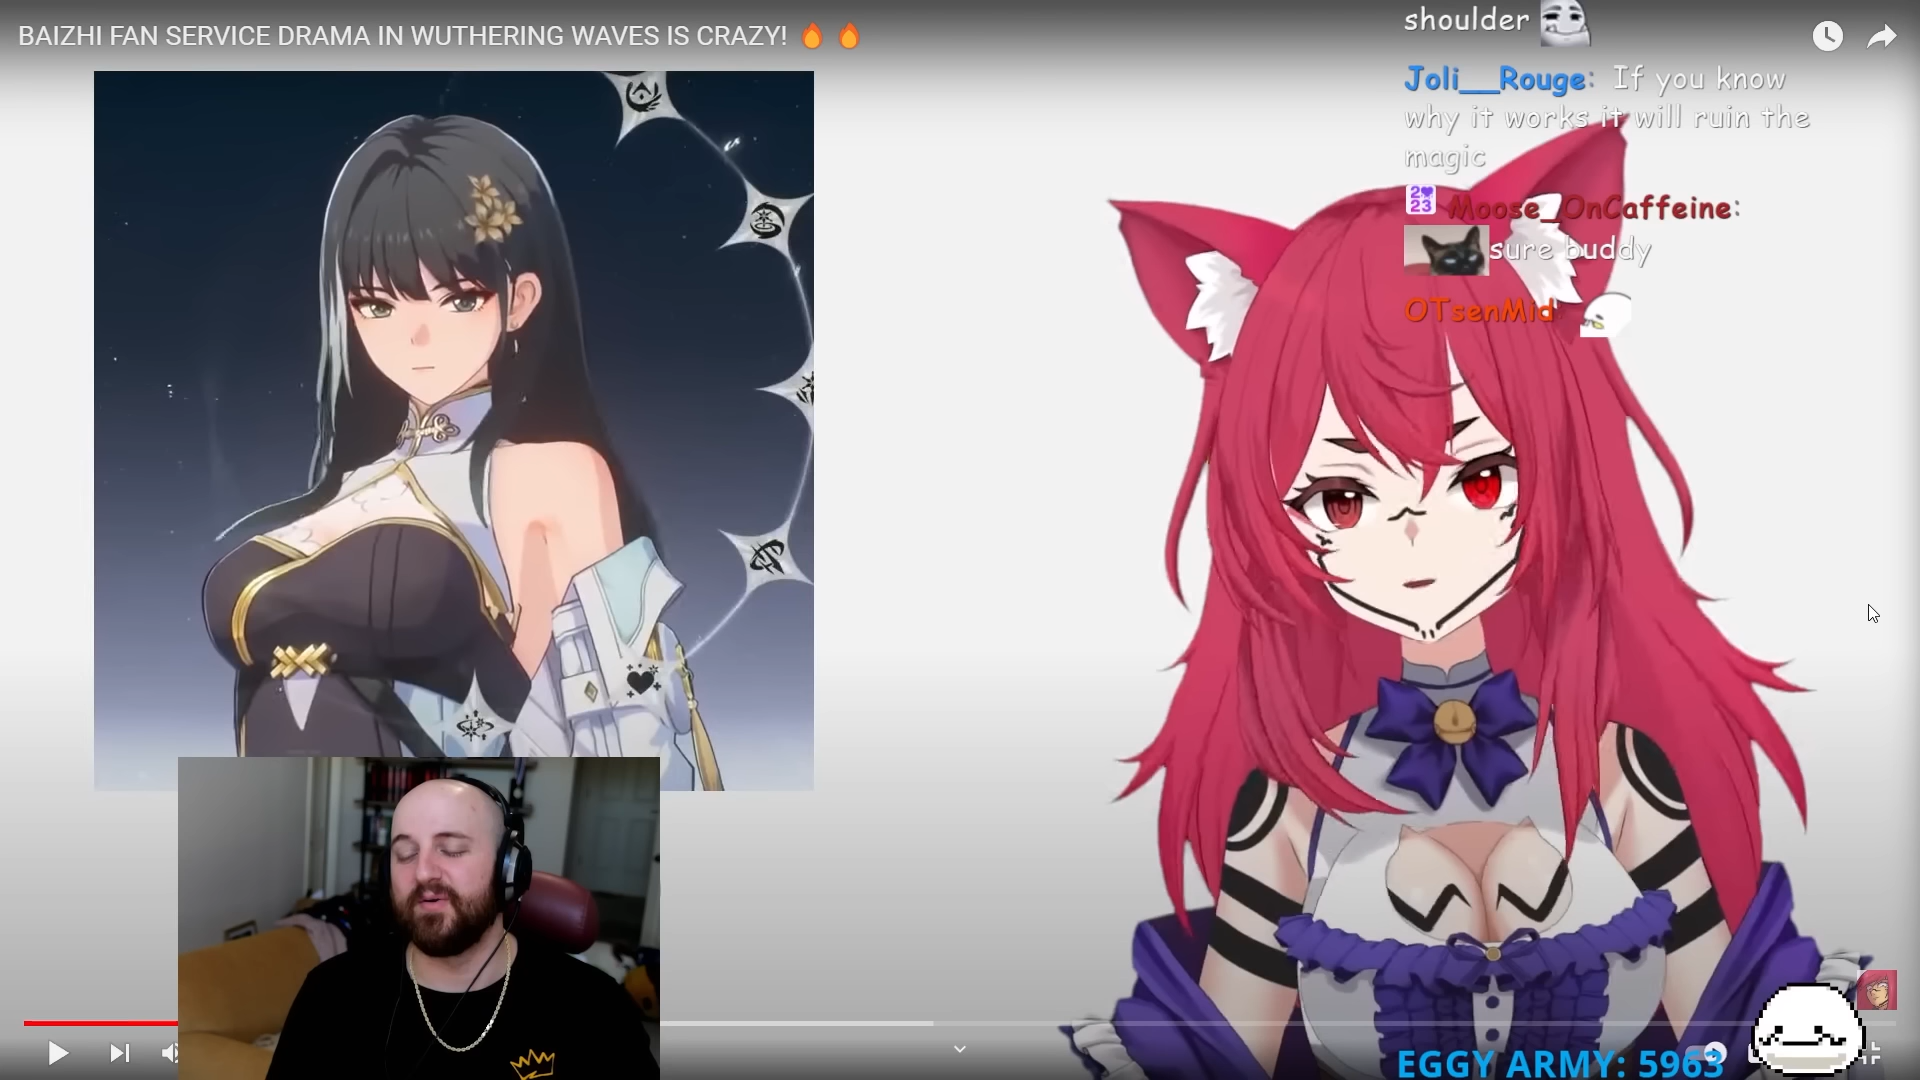 BAIZHI FAN SERVICE DRAMA IN WUTHERING WAVES IS CRAZY! 🔥 🔥
shoulder
Joli__Rouge: If you know
why it works it will ruin the
magic
2023 Moose_OnCaffeine:
sure buddy
OTsenMid
EGGY ARMY: 5963